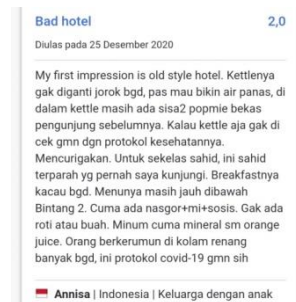 Bad hotel 2,0
Diulas pada 25 Desember 2020
My first impression is old style hotel. Kettlenya
gak diganti jorok bgd, pas mau bikin air panas, di
dalam kettle masih ada sisa2 popmie bekas
pengunjung sebelumnya. Kalau kettle aja gak di
cek gmn dgn protokol kesehatannya.
Mencurigakan. Untuk sekelas sahid, ini sahid
terparah yg pernah saya kunjungi. Breakfastnya
kacau bgd. Menunya masih jauh dibawah
Bintang 2. Cuma ada nasgor+mi+sosis. Gak ada
roti atau buah. Minum cuma mineral sm orange
juice. Orang berkerumun di kolam renang
banyak bgd, ini protokol covid-19 gmn sih
Annisa | Indonesia | Keluarga dengan anak